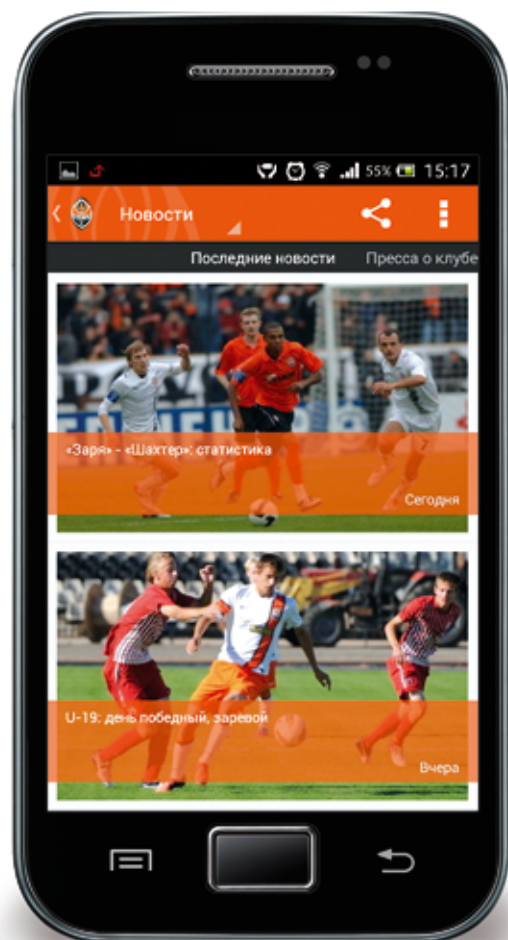 55% 15:17
Новости
Последние новости Пресса о клубе
«Заря» - «Шахтер»: статистика
Сегодня
U-19: день победный, заревой
Вчера